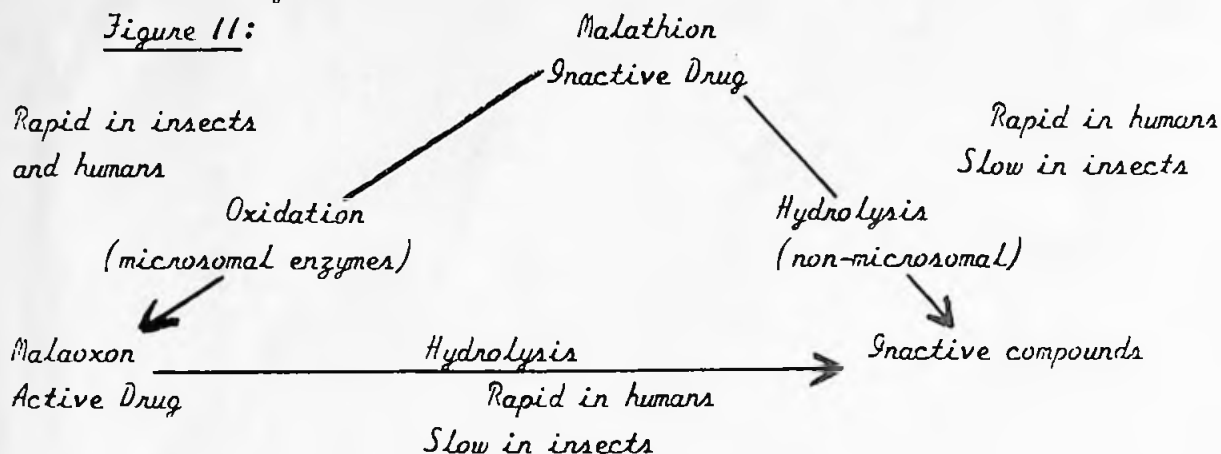 Figure 11:
Malathion
Inactive Drug
Rapid in insects
and humans
Rapid in humans
Slow in insects
Oxidation
(microsomal enzymes)
Hydrolysis
(non-microsomal)
Malaoxon
Active Drug
Hydrolysis
Rapid in humans
Slow in insects
Inactive compounds